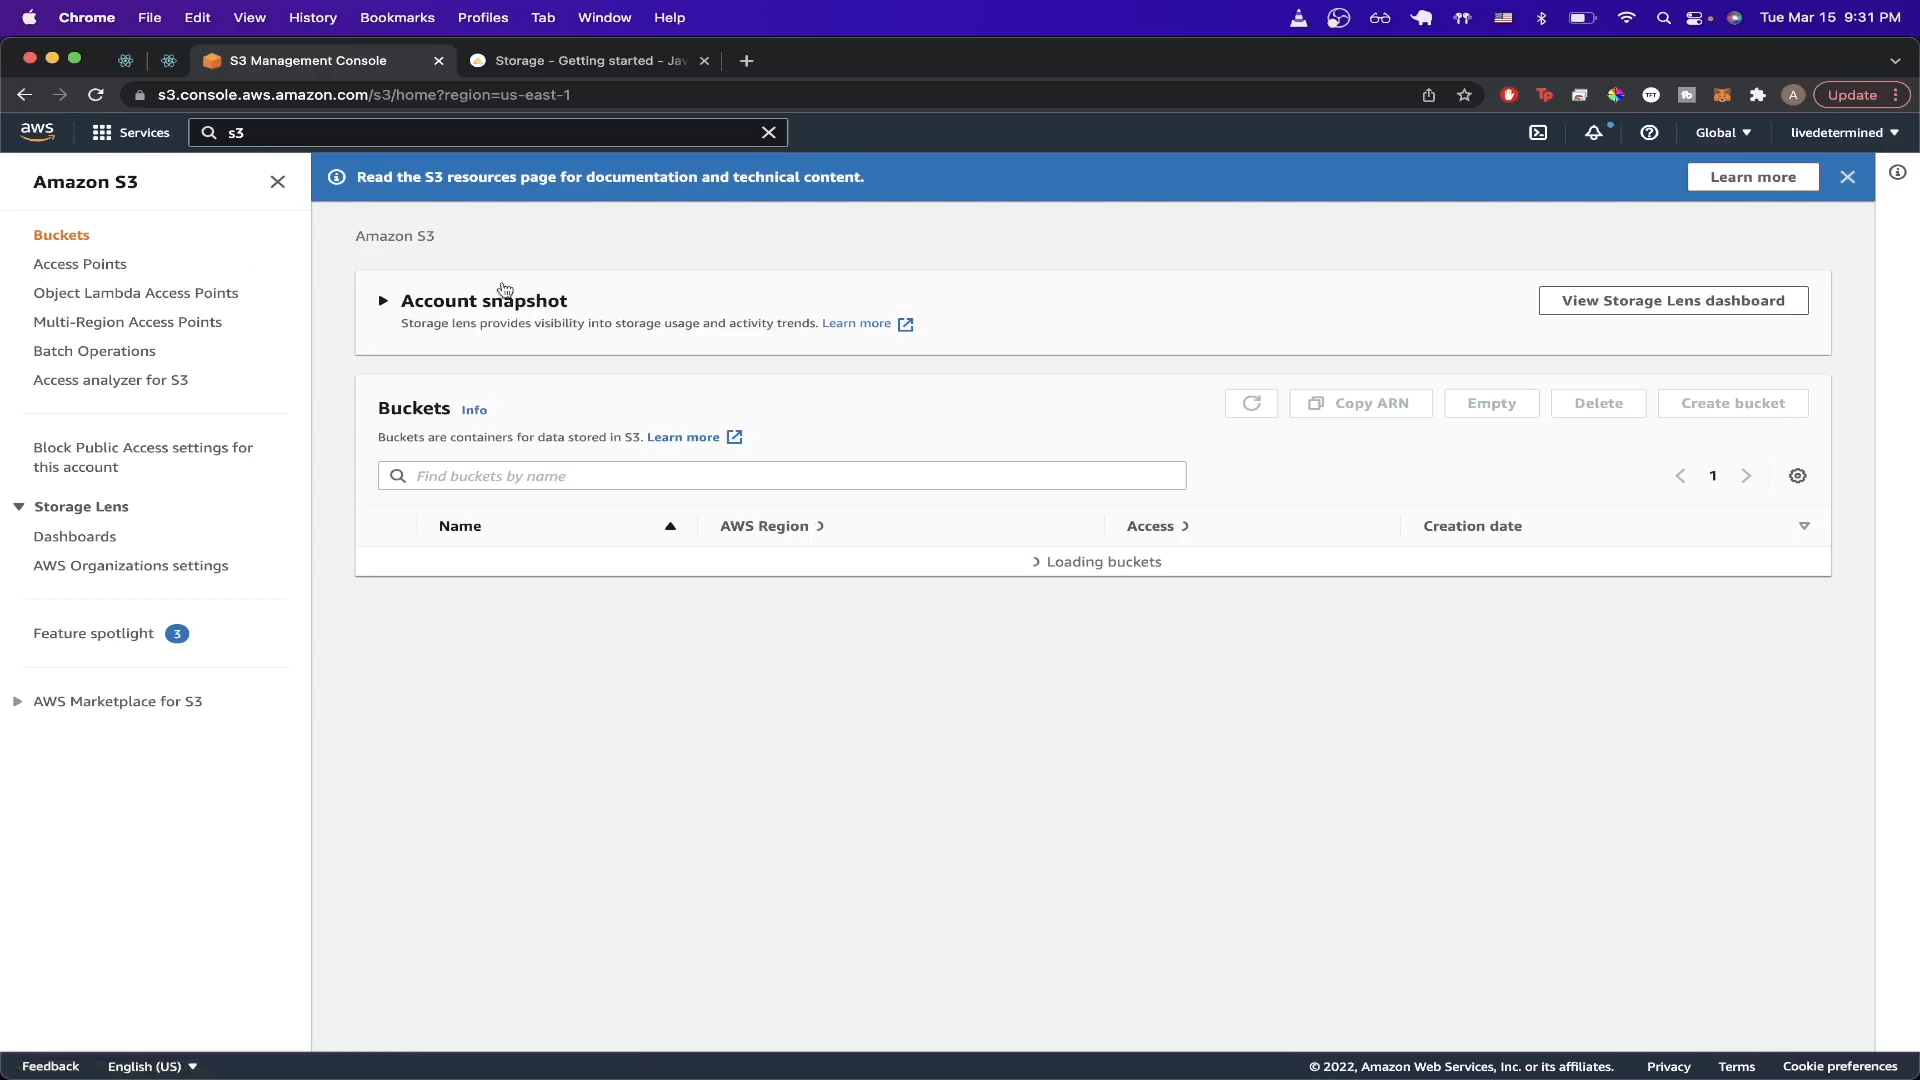 Chrome File Edit View History Bookmarks Profiles Tab Window Help Tue Mar 15 9:31 PM
S3 Management Console Storage - Getting started - Jav
s3.console.aws.amazon.com/s3/home?region=us-east-1 Tp TFT fb A Update
aws Services s3 Global livedetermined
Amazon S3
Read the S3 resources page for documentation and technical content. Learn more
Buckets
Access Points
Object Lambda Access Points
Multi-Region Access Points
Batch Operations
Access analyzer for S3
Block Public Access settings for
this account
Storage Lens
Dashboards
AWS Organizations settings
Feature spotlight 3
AWS Marketplace for S3
Amazon S3
Account snapshot View Storage Lens dashboard
Storage lens provides visibility into storage usage and activity trends. Learn more
Buckets Info Copy ARN Empty Delete Create bucket
Buckets are containers for data stored in S3. Learn more
Find buckets by name 1
Name AWS Region Access Creation date
Loading buckets
Feedback English (US) © 2022, Amazon Web Services, Inc. or its affiliates. Privacy Terms Cookie preferences